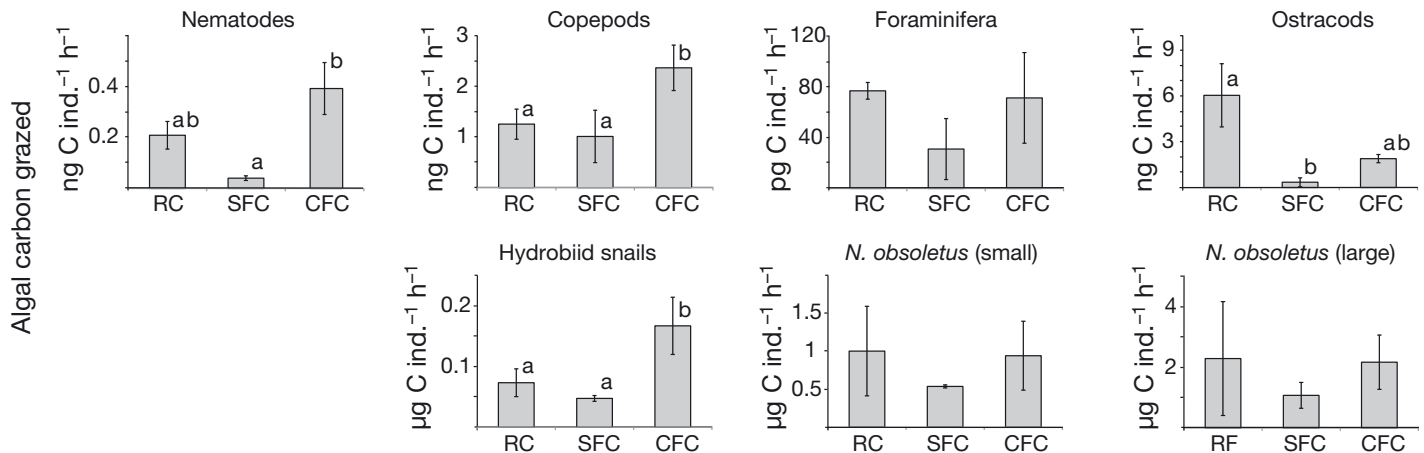 Algal carbon grazed
Nematodes
ng C ind.⁻¹ h⁻¹
0.4
0.2
ab
a
b
RC SFC CFC
Copepods
ng C ind.⁻¹ h⁻¹
3
2
1
a
a
b
RC SFC CFC
Foraminifera
pg C ind.⁻¹ h⁻¹
120
80
40
RC SFC CFC
Ostracods
ng C ind.⁻¹ h⁻¹
9
6
3
a
b
ab
RC SFC CFC
Hydrobiid snails
µg C ind.⁻¹ h⁻¹
0.2
0.1
a
a
b
RC SFC CFC
N. obsoletus (small)
µg C ind.⁻¹ h⁻¹
1.5
1
0.5
RC SFC CFC
N. obsoletus (large)
µg C ind.⁻¹ h⁻¹
4
2
RF SFC CFC